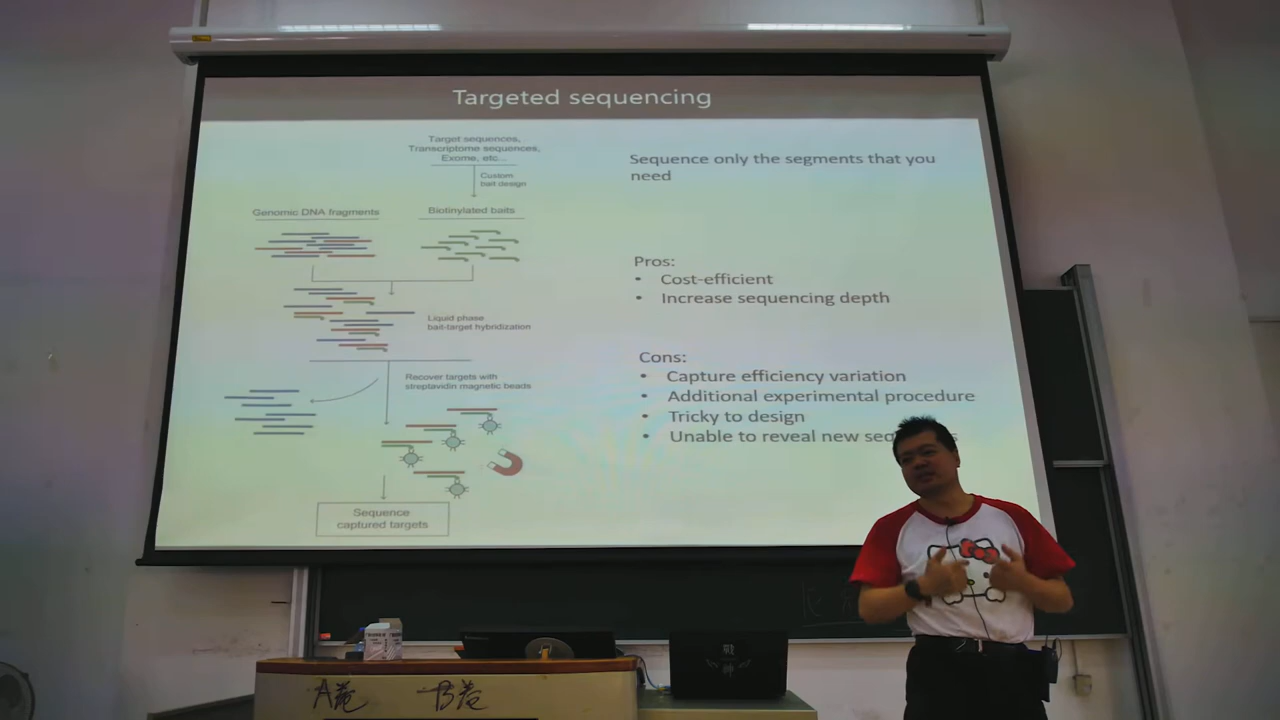 Targeted sequencing
Target sequences,
Transcriptome sequences,
Exome, etc...
Custom
bait design
Genomic DNA fragments
Biotinylated baits
Liquid phase
bait-target hybridization
Recover targets with
streptavidin magnetic beads
Sequence
captured targets
Sequence only the segments that you
need
Pros:
• Cost-efficient
• Increase sequencing depth
Cons:
• Capture efficiency variation
• Additional experimental procedure
• Tricky to design
• Unable to reveal new
戰
神
A卷 B卷